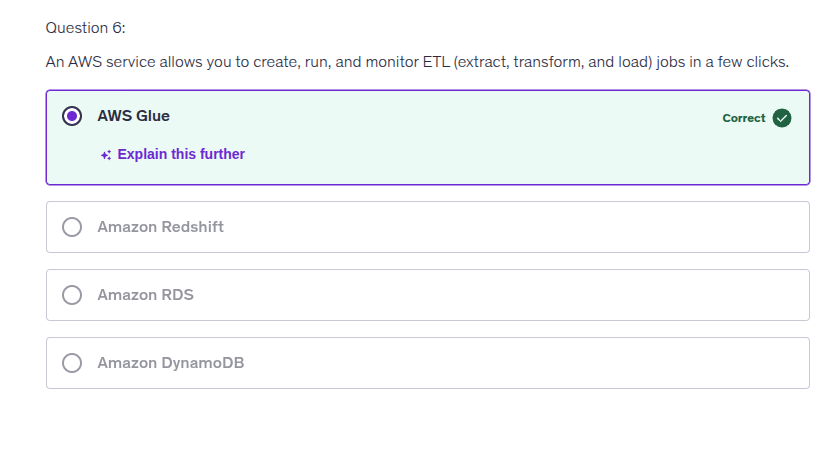 Question 6:
An AWS service allows you to create, run, and monitor ETL (extract, transform, and load) jobs in a few clicks.
AWS Glue
Correct
Explain this further
Amazon Redshift
Amazon RDS
Amazon DynamoDB